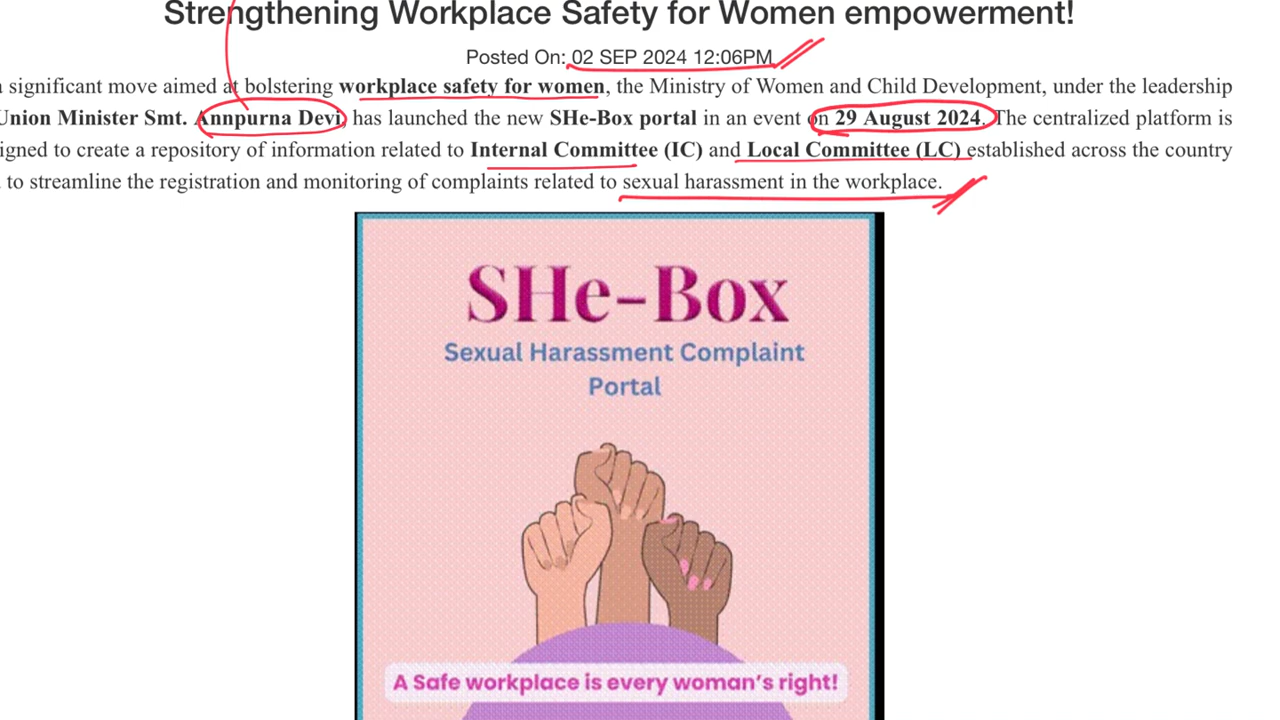 Strengthening Workplace Safety for Women empowerment!
Posted On: 02 SEP 2024 12:06PM
significant move aimed at bolstering workplace safety for women, the Ministry of Women and Child Development, under the leadership
Union Minister Smt. Annpurna Devi, has launched the new SHe-Box portal in an event on 29 August 2024. The centralized platform is
igned to create a repository of information related to Internal Committee (IC) and Local Committee (LC) established across the country
to streamline the registration and monitoring of complaints related to sexual harassment in the workplace.
SHe-Box
Sexual Harassment Complaint
Portal
A Safe workplace is every woman's right!